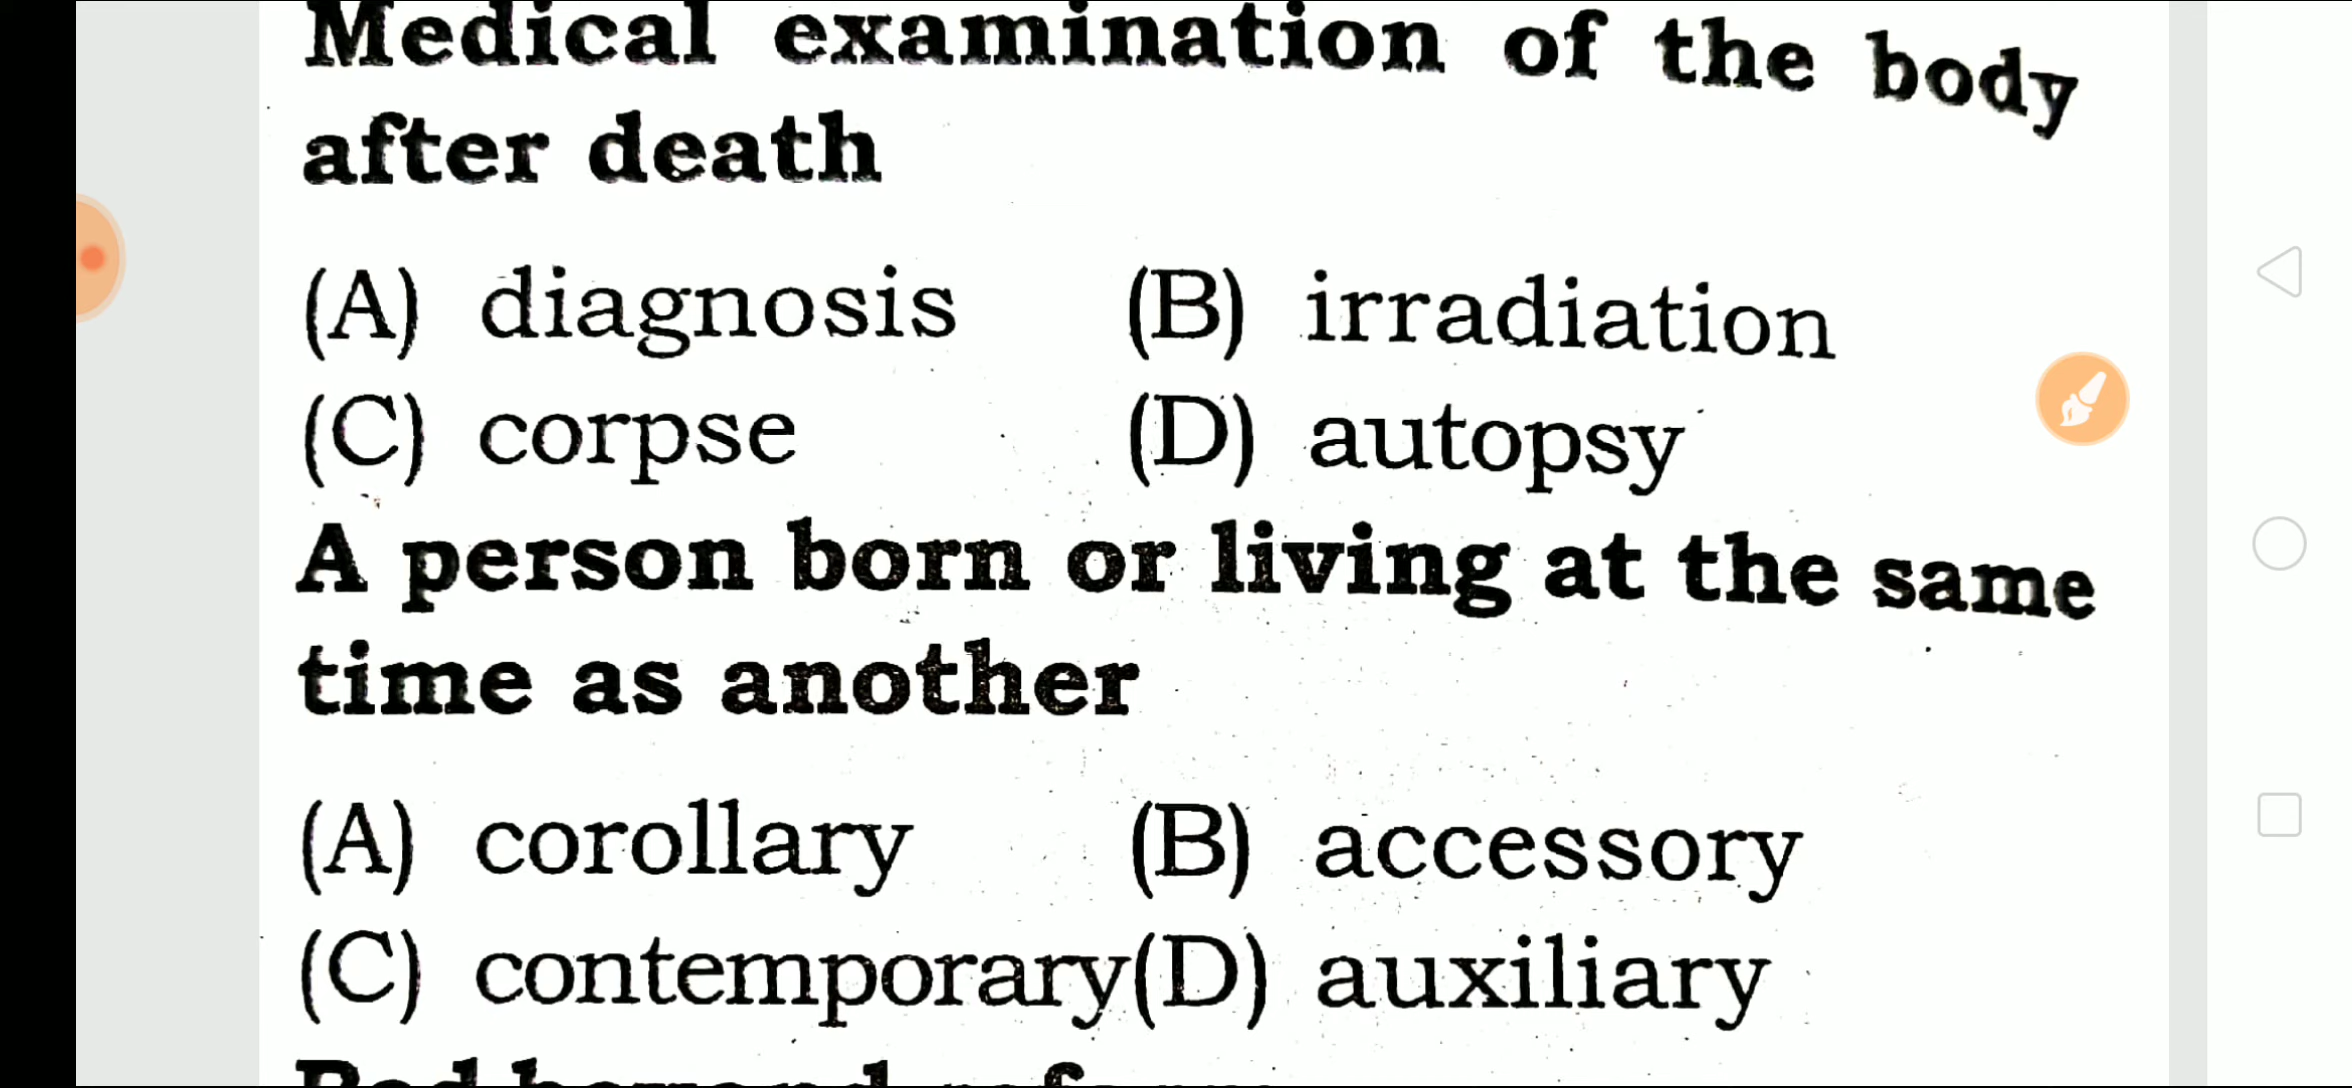 Medical examination of the body
after death
(A) diagnosis (B) irradiation
(C) corpse (D) autopsy
A person born or living at the same
time as another
(A) corollary (B) accessory
(C) contemporary(D) auxiliary